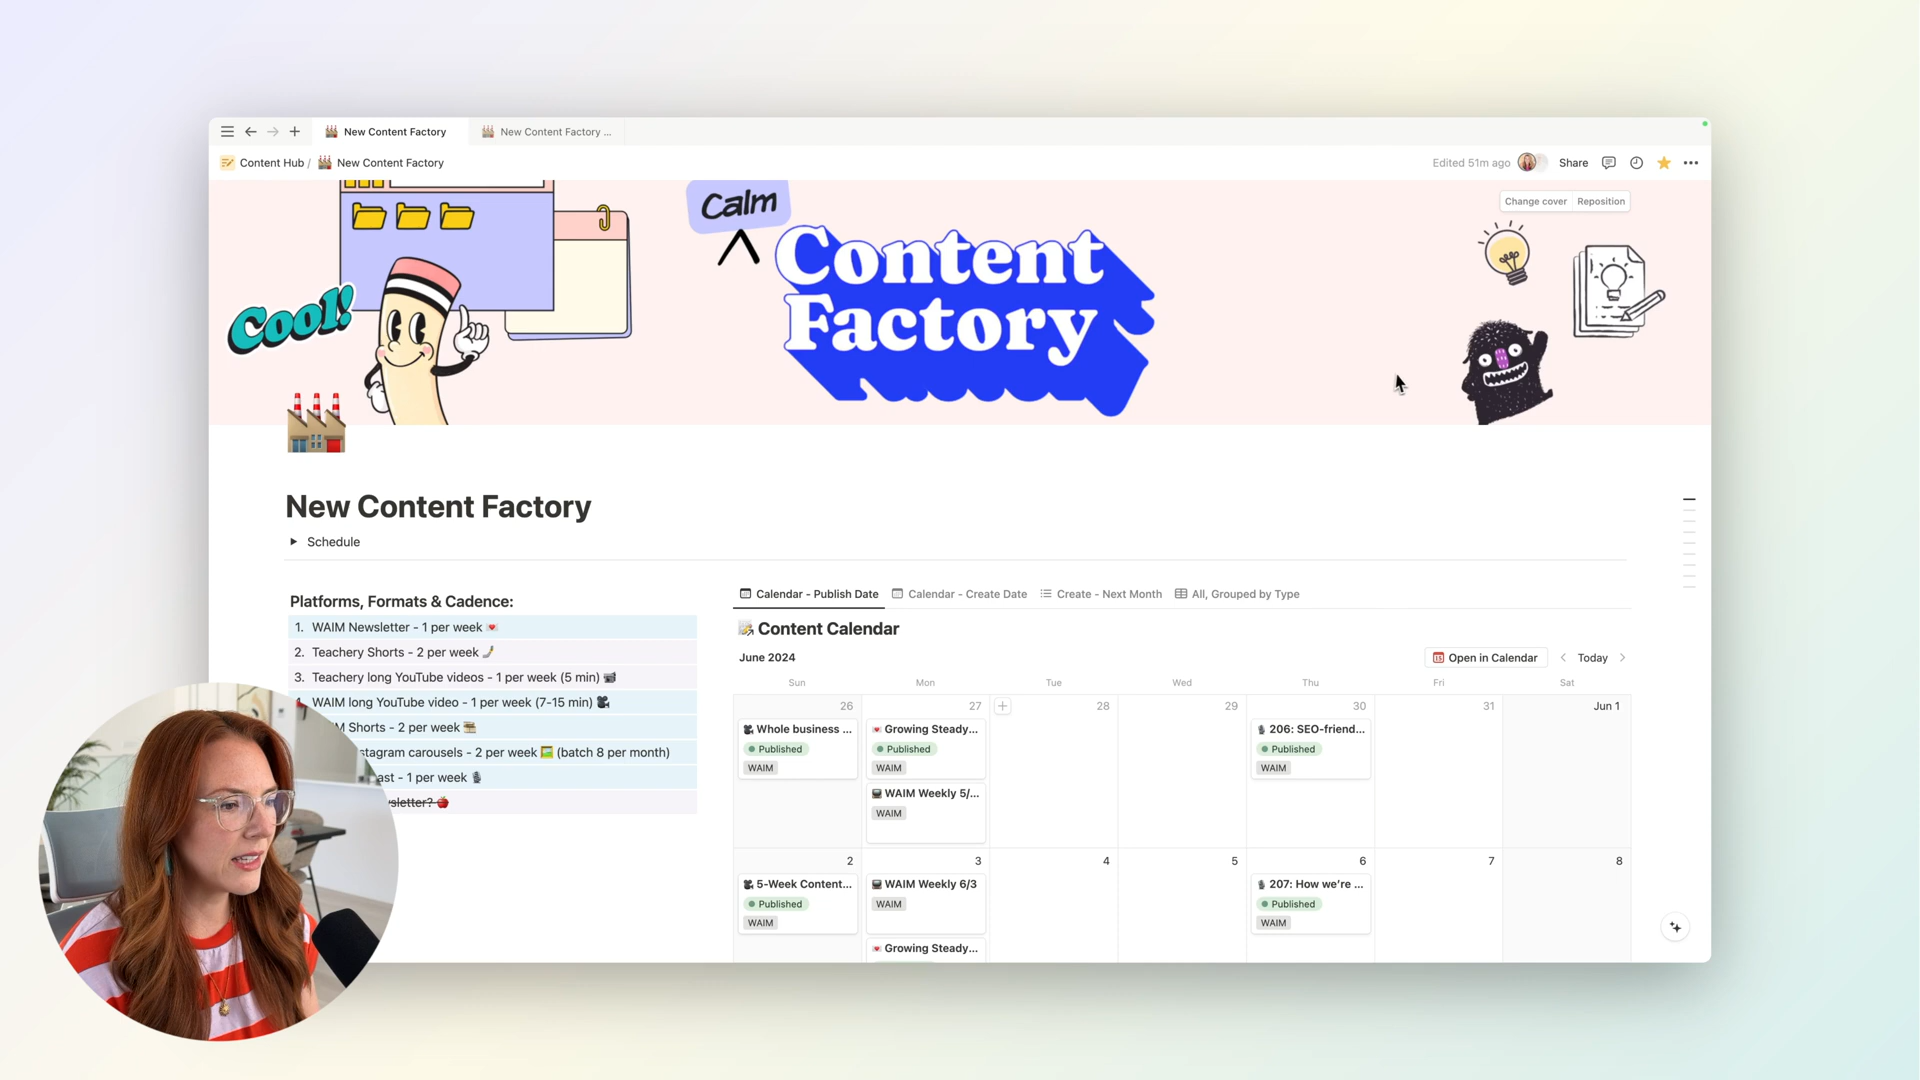 New Content Factory
New Content Factory ...
Content Hub / New Content Factory
Edited 51m ago
Share
Change cover
Reposition
Cool!
Calm
Content
Factory
New Content Factory
Schedule
Platforms, Formats & Cadence:
1. WAIM Newsletter - 1 per week
2. Teachery Shorts - 2 per week
3. Teachery long YouTube videos - 1 per week (5 min)
WAIM long YouTube video - 1 per week (7-15 min)
Shorts - 2 per week
carousels - 2 per week (batch 8 per month)
- 1 per week
Calendar - Publish Date
Calendar - Create Date
Create - Next Month
All, Grouped by Type
Content Calendar
June 2024
Open in Calendar
Today
Sun Mon Tue Wed Thu Fri Sat
26 27 28 29 30 31 Jun 1
Whole business ...
Published
WAIM
Growing Steady...
Published
WAIM
WAIM Weekly 5/...
WAIM
206: SEO-friend...
Published
WAIM
2 3 4 5 6 7 8
5-Week Content...
Published
WAIM
WAIM Weekly 6/3
WAIM
Growing Steady...
207: How we're ...
Published
WAIM